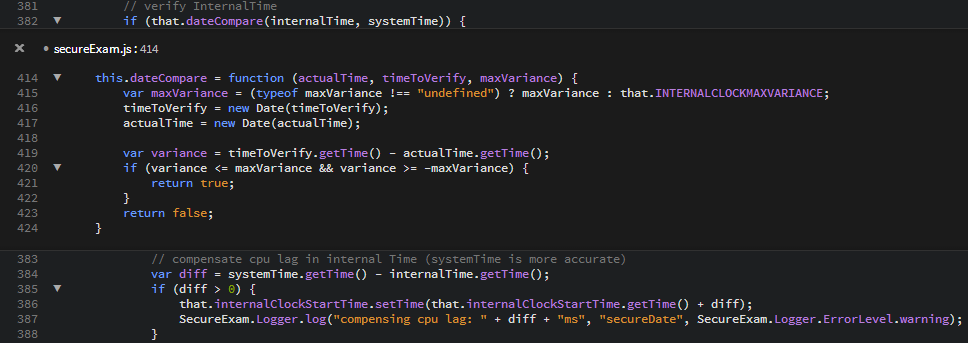 381 // verify InternalTime
382 ▼ if (that.dateCompare(internalTime, systemTime)) {
× • secureExam.js : 414
414 ▼ this.dateCompare = function (actualTime, timeToVerify, maxVariance) {
415 var maxVariance = (typeof maxVariance !== "undefined") ? maxVariance : that.INTERNALCLOCKMAXVARIANCE;
416 timeToVerify = new Date(timeToVerify);
417 actualTime = new Date(actualTime);
418
419 var variance = timeToVerify.getTime() - actualTime.getTime();
420 ▼ if (variance <= maxVariance && variance >= -maxVariance) {
421 return true;
422 }
423 return false;
424 }
383 // compensate cpu lag in internal Time (systemTime is more accurate)
384 var diff = systemTime.getTime() - internalTime.getTime();
385 ▼ if (diff > 0) {
386 that.internalClockStartTime.setTime(that.internalClockStartTime.getTime() + diff);
387 SecureExam.Logger.log("compensing cpu lag: " + diff + "ms", "secureDate", SecureExam.Logger.ErrorLevel.warning);
388 }